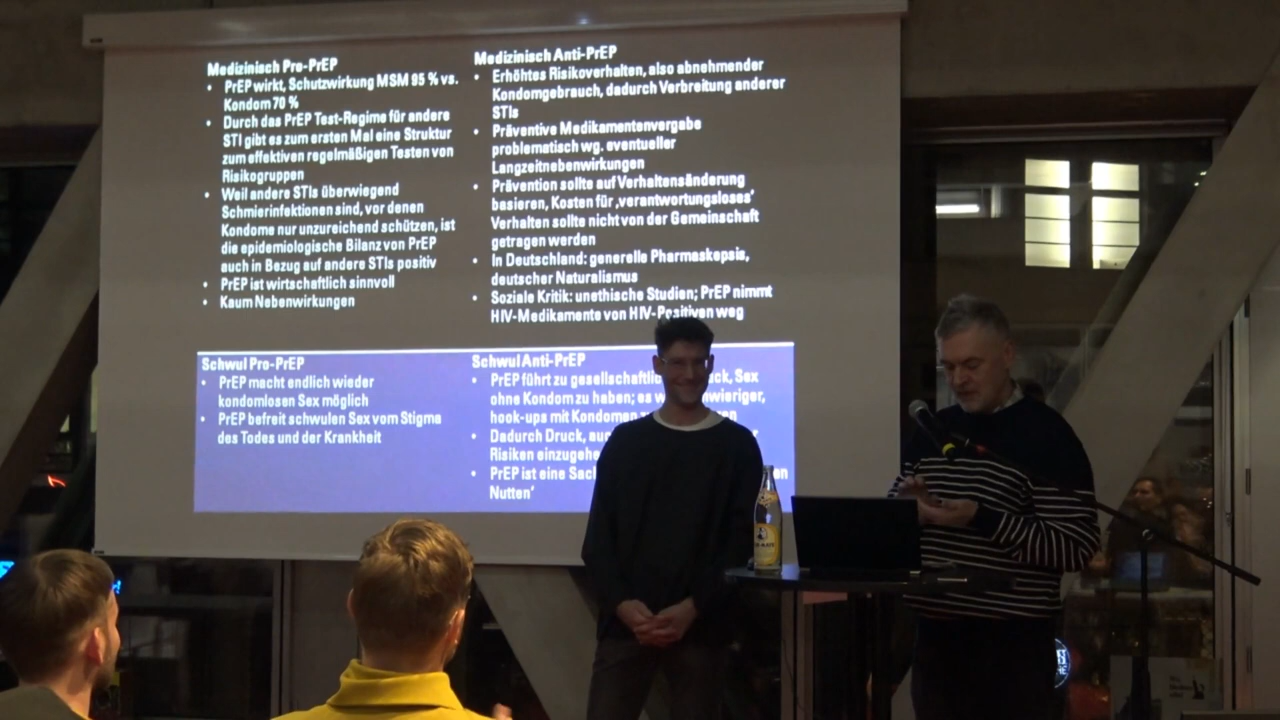 Medizinisch Pro-PrEP
• PrEP wirkt, Schutzwirkung MSM 95 % vs.
Kondom 70 %
• Durch das PrEP Test-Regime für andere
STI gibt es zum ersten Mal eine Struktur
zum effektiven regelmäßigen Testen von
Risikogruppen
• Weil andere STIs überwiegend
Schmierinfektionen sind, vor denen
Kondome nur unzureichend schützen, ist
die epidemiologische Bilanz von PrEP
auch in Bezug auf andere STIs positiv
• PrEP ist wirtschaftlich sinnvoll
• Kaum Nebenwirkungen
Medizinisch Anti-PrEP
• Erhöhtes Risikoverhalten, also abnehmender
Kondomgebrauch, dadurch Verbreitung anderer
STIs
• Präventive Medikamentenvergabe
problematisch wg. eventueller
Langzeitnebenwirkungen
• Prävention sollte auf Verhaltensänderung
basieren, Kosten für ‚verantwortungsloses'
Verhalten sollte nicht von der Gemeinschaft
getragen werden
• In Deutschland: generelle Pharmaskepsis,
deutscher Naturalismus
• Soziale Kritik: unethische Studien; PrEP nimmt
HIV-Medikamente von HIV-Positiven weg
Schwul Pro-PrEP
• PrEP macht endlich wieder
kondomlosen Sex möglich
• PrEP befreit schwulen Sex vom Stigma
des Todes und der Krankheit
Schwul Anti-PrEP
• PrEP führt zu Sex
ohne Kondom zu haben; es
hook-ups mit Kondomen
• Dadurch Druck,
Risiken
• PrEP ist eine
Nutten'